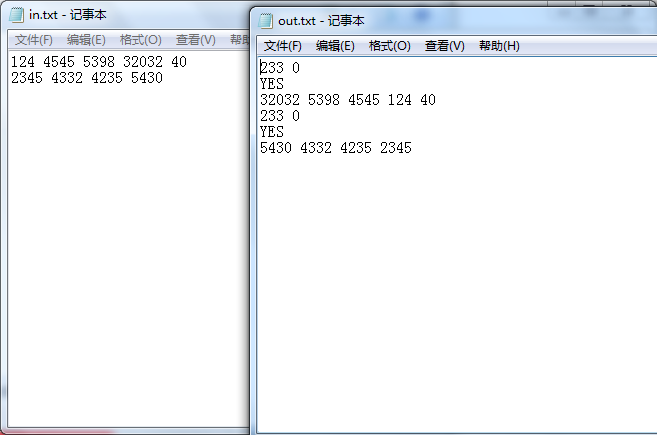 in.txt - 记事本
文件(F) 编辑(E) 格式(O) 查看(V) 帮助
124 4545 5398 32032 40
2345 4332 4235 5430
out.txt - 记事本
文件(F) 编辑(E) 格式(O) 查看(V) 帮助(H)
233 0
YES
32032 5398 4545 124 40
233 0
YES
5430 4332 4235 2345